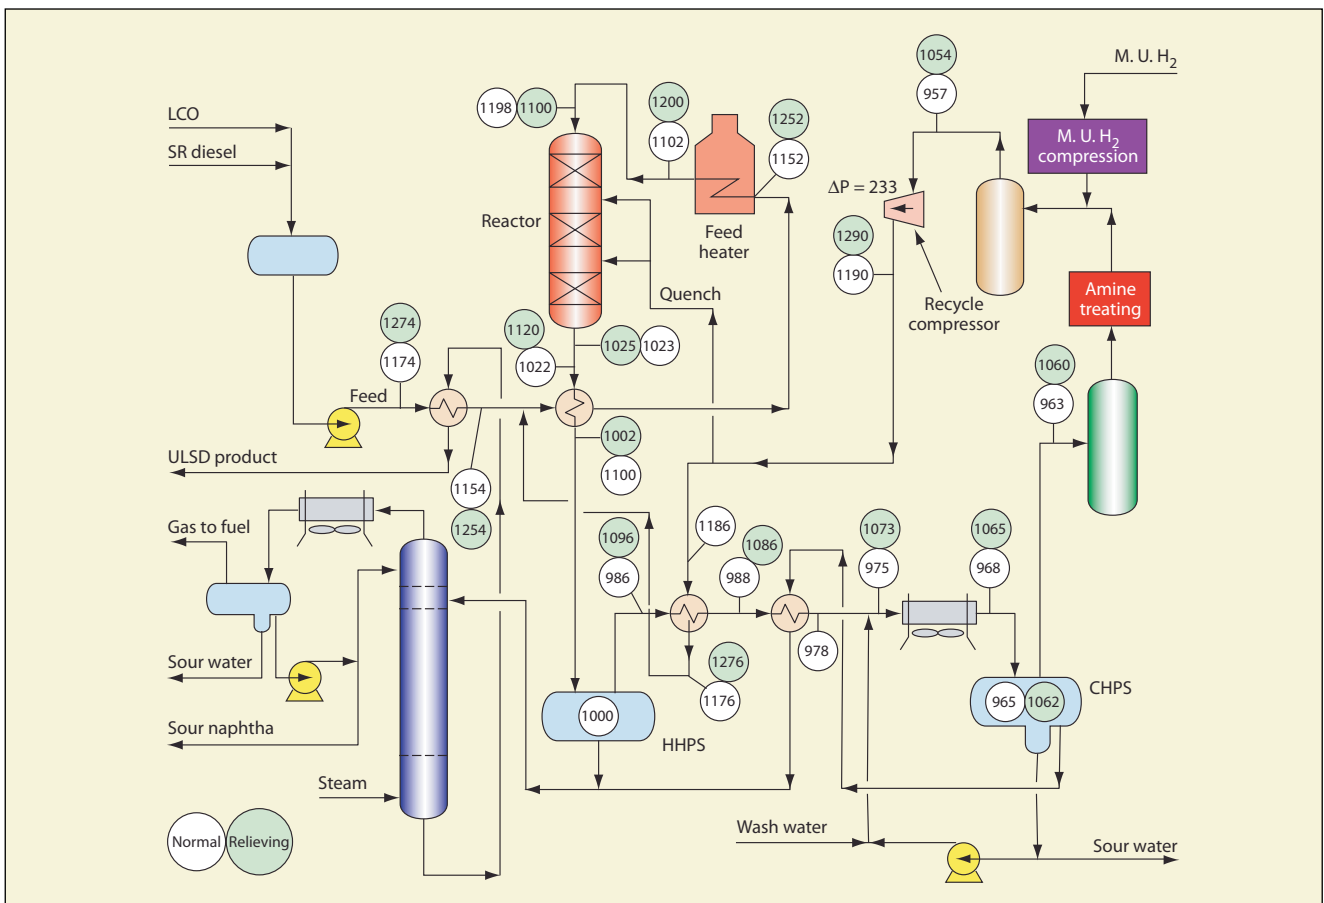 1054
M. U. H2
957
LCO
1198
1100
1200
1252
1102
M. U. H2
compression
SR diesel
1152
ΔP = 233
Reactor
Feed
heater
1290
1190
Quench
Recycle
compressor
Amine
treating
1274
1120
1025
1023
1174
1022
1060
Feed
963
1002
ULSD product
1154
1100
Gas to fuel
1254
1096
1186
1086
1073
1065
986
988
975
968
978
Sour water
1276
1176
CHPS
965
1062
1000
Sour naphtha
HHPS
Steam
Normal
Relieving
Wash water
Sour water